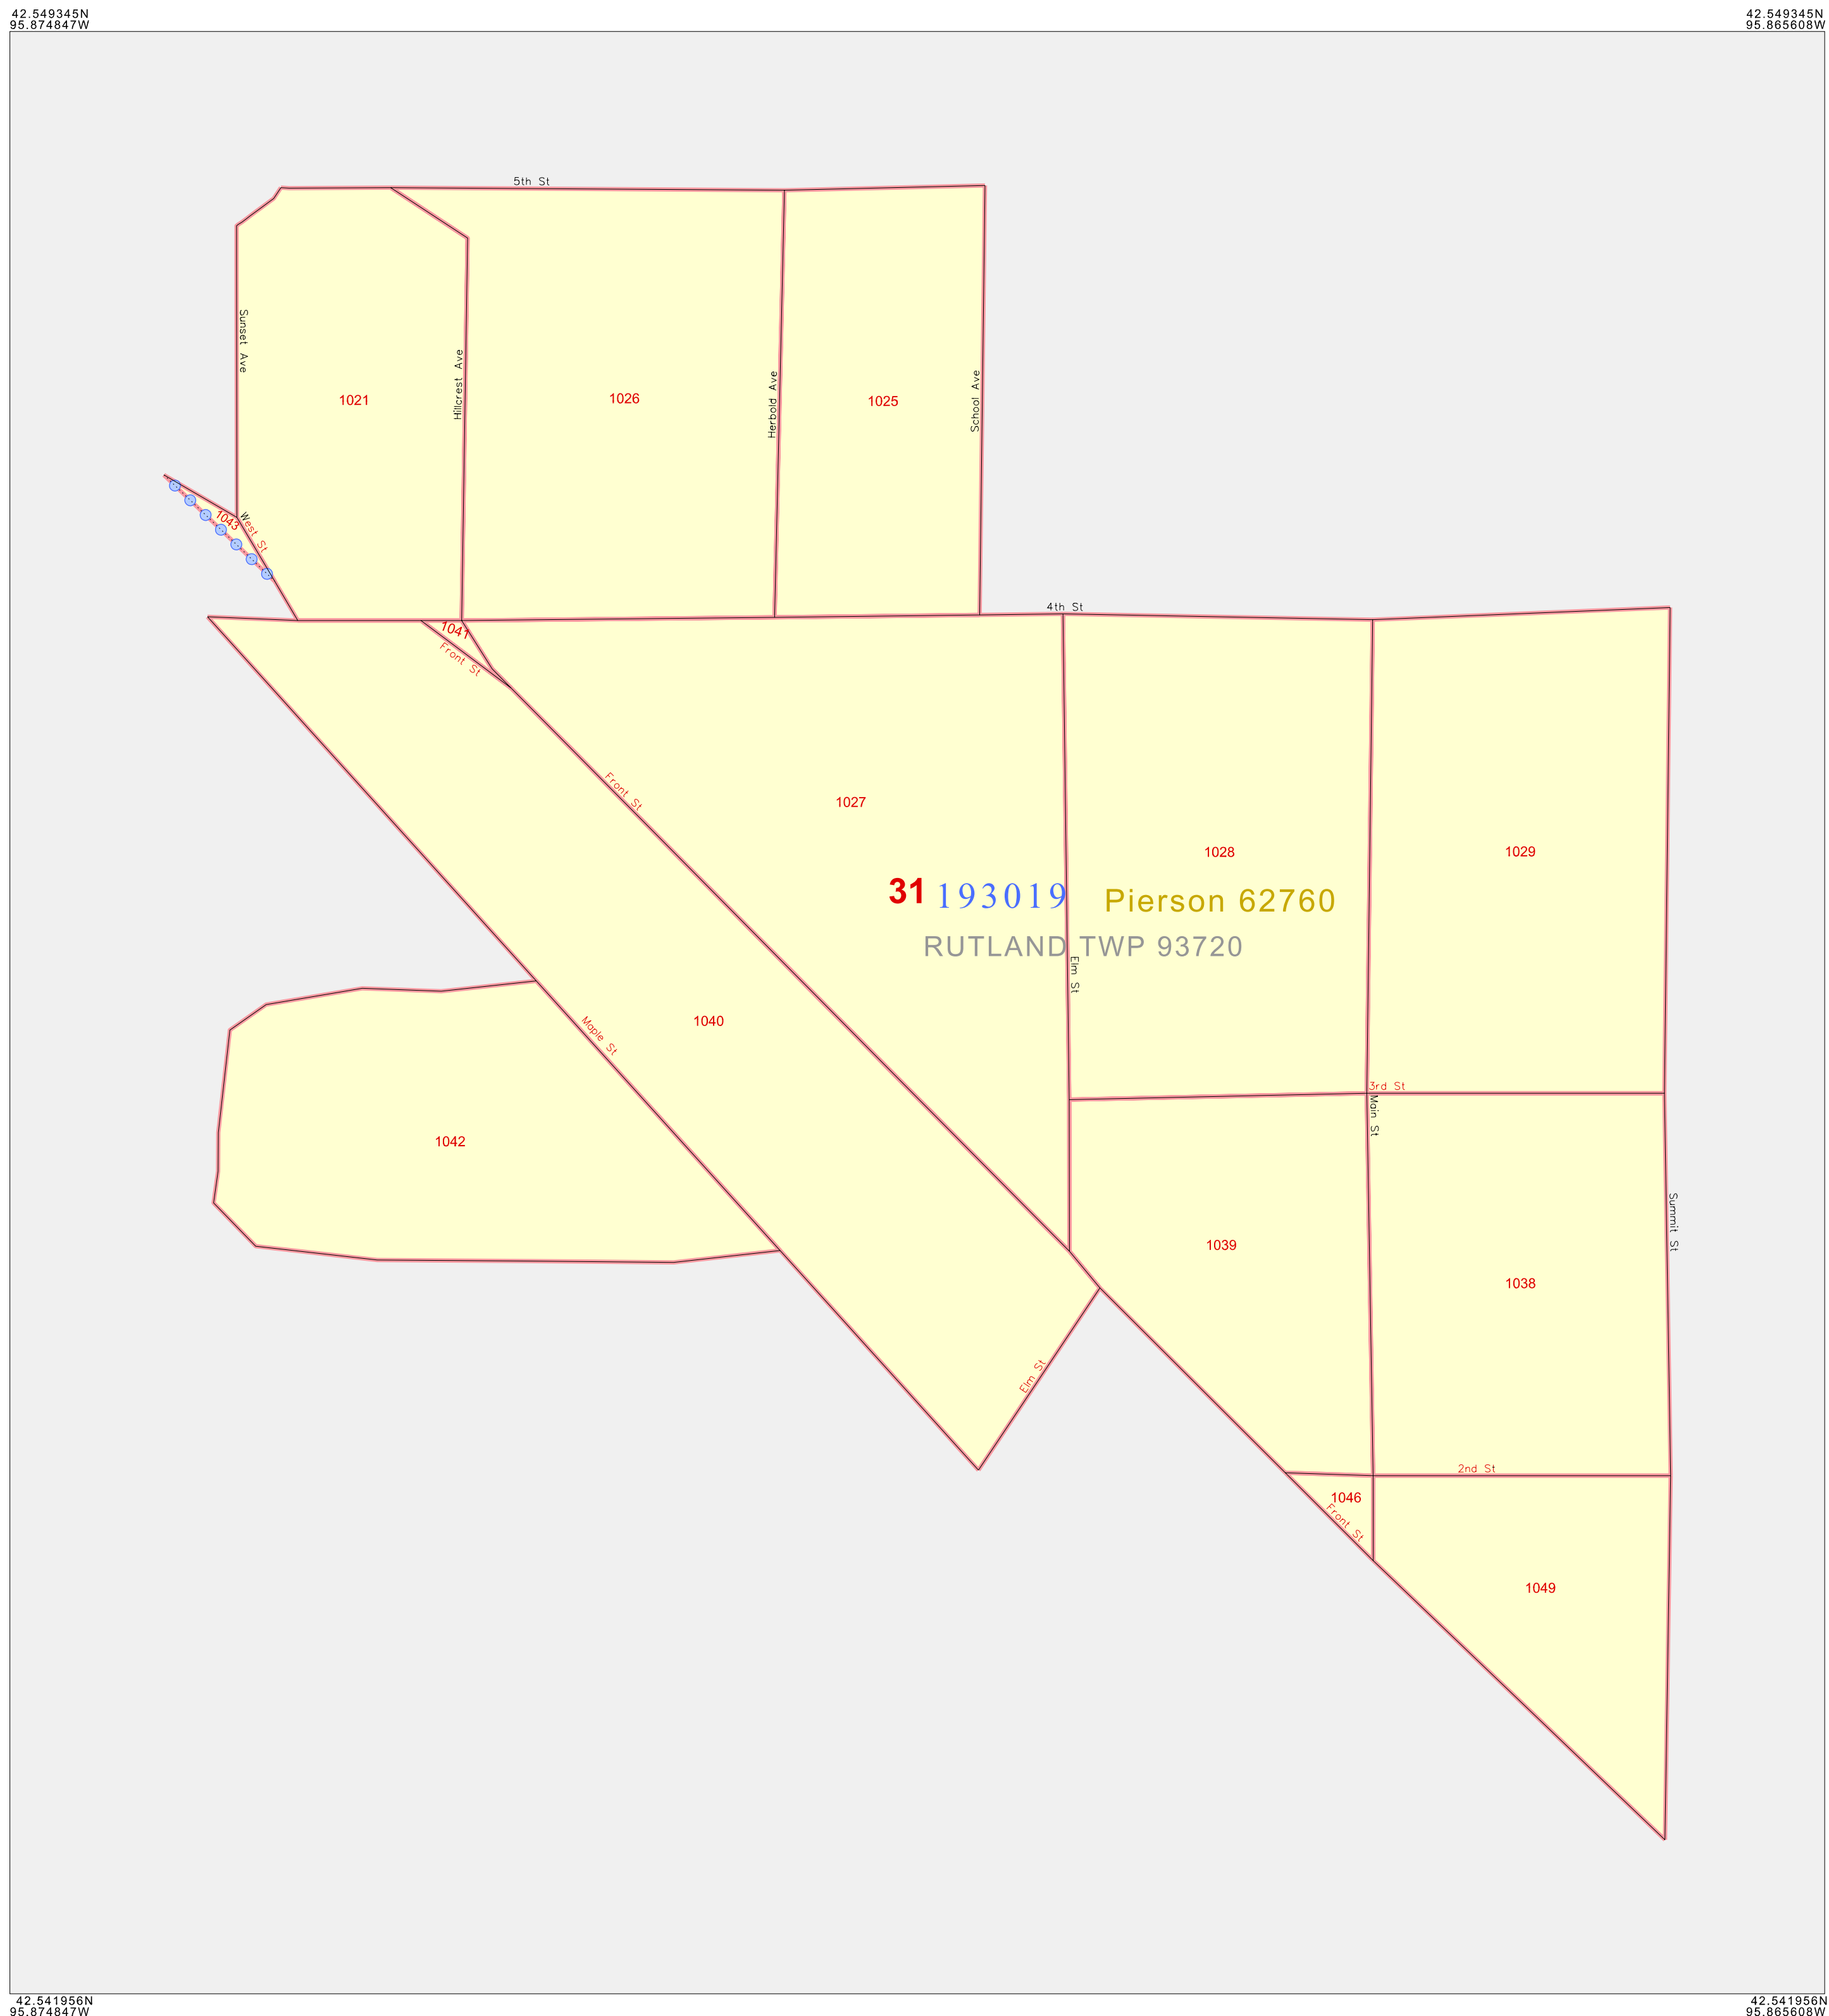 42.549345N
95.874847W
42.549345N
95.865608W
5th St
Sunset Ave
Hillcrest Ave
Herbold Ave
School Ave
1021
1026
1025
1043
West St
4th St
1041
Front St
Front St
1027
1028
1029
31
193019
Pierson 62760
RUTLAND TWP 93720
Elm St
1040
Maple St
3rd St
Main St
1042
Summit St
1039
1038
Elm St
2nd St
1046
Front St
1049
42.541956N
95.874847W
42.541956N
95.865608W